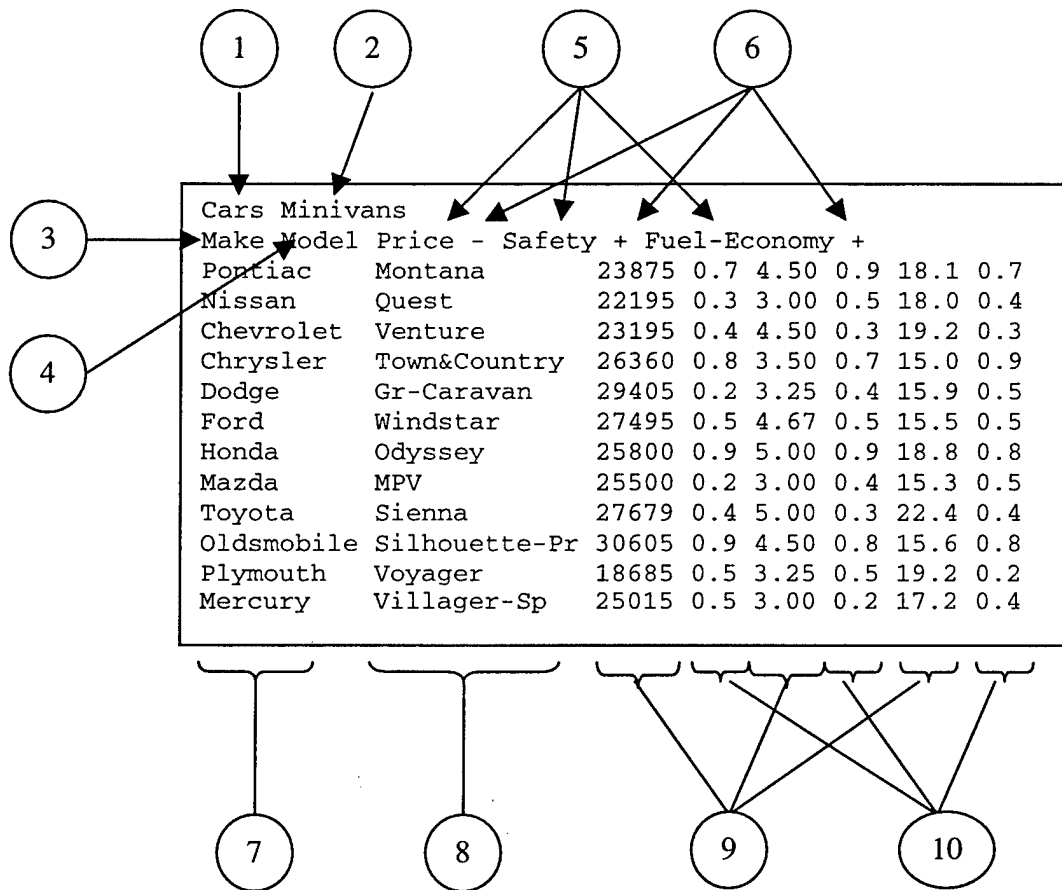 1 2 5 6
Cars Minivans
3 Make Model Price - Safety + Fuel-Economy +
Pontiac Montana 23875 0.7 4.50 0.9 18.1 0.7
Nissan Quest 22195 0.3 3.00 0.5 18.0 0.4
Chevrolet Venture 23195 0.4 4.50 0.3 19.2 0.3
4 Chrysler Town&Country 26360 0.8 3.50 0.7 15.0 0.9
Dodge Gr-Caravan 29405 0.2 3.25 0.4 15.9 0.5
Ford Windstar 27495 0.5 4.67 0.5 15.5 0.5
Honda Odyssey 25800 0.9 5.00 0.9 18.8 0.8
Mazda MPV 25500 0.2 3.00 0.4 15.3 0.5
Toyota Sienna 27679 0.4 5.00 0.3 22.4 0.4
Oldsmobile Silhouette-Pr 30605 0.9 4.50 0.8 15.6 0.8
Plymouth Voyager 18685 0.5 3.25 0.5 19.2 0.2
Mercury Villager-Sp 25015 0.5 3.00 0.2 17.2 0.4
7 8 9 10